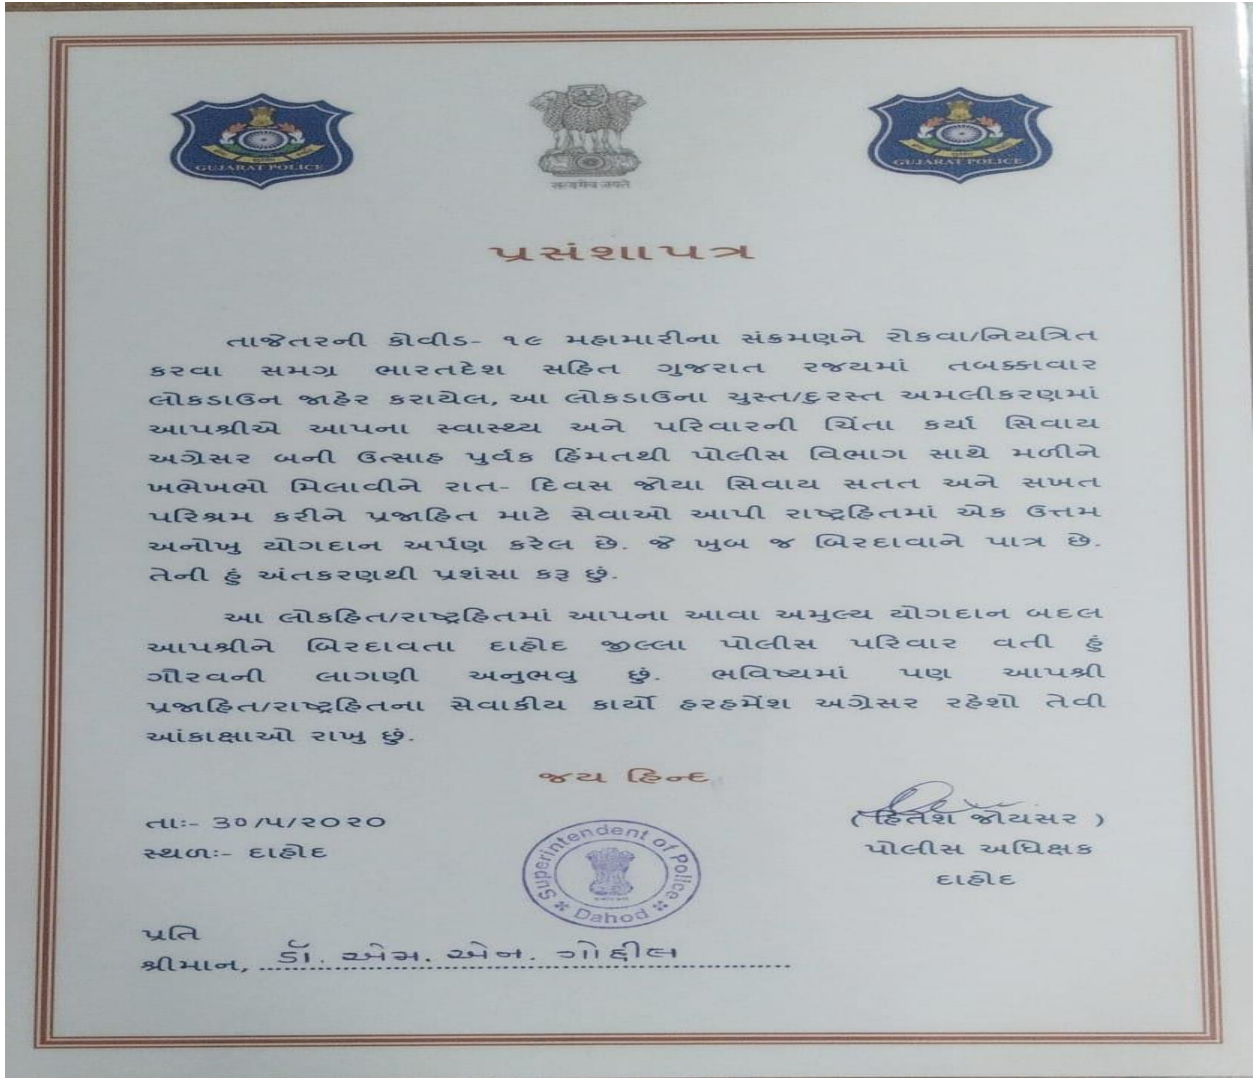 GUJARAT POLICE
सत्यमेव जयते
GUJARAT POLICE
પ્રસંશાપત્ર
તાજેતરની કોવીડ- ૧૯ મહામારીના સંક્રમણને રોકવા/નિયત્રિત
કરવા સમગ્ર ભારતદેશ સહિત ગુજરાત રજયમાં તબક્કાવાર
લોકડાઉન જાહેર કરાયેલ, આ લોકડાઉના ચુસ્ત/દુરસ્ત અમલીકરણમાં
આપશ્રીએ આપના સ્વાસ્થ્ય અને પરિવારની ચિંતા કર્યા સિવાય
અગ્રેસર બની ઉત્સાહ પુર્વક હિંમતથી પોલીસ વિભાગ સાથે મળીને
ખભેખભો મિલાવીને રાત- દિવસ જોયા સિવાય સતત અને સખત
પરિશ્રમ કરીને પ્રજાહિત માટે સેવાઓ આપી રાષ્ટ્રહિતમાં એક ઉત્તમ
અનોખુ યોગદાન અર્પણ કરેલ છે. જે ખુબ જ બિરદાવાને પાત્ર છે.
તેની હું અંતકરણથી પ્રશંસા કરૂ છું.
આ લોકહિત/રાષ્ટ્રહિતમાં આપના આવા અમુલ્ય યોગદાન બદલ
આપશ્રીને બિરદાવતા દાહોદ જીલ્લા પોલીસ પરિવાર વતી હું
ગૌરવની લાગણી અનુભવુ છું. ભવિષ્યમાં પણ આપશ્રી
પ્રજાહિત/રાષ્ટ્રહિતના સેવાકીય કાર્યો હરહમેંશ અગ્રેસર રહેશો તેવી
આંકાક્ષાઓ રાખુ છું.
જય હિન્દ
તાઃ- ૩૦/૫/૨૦૨૦
સ્થળઃ- દાહોદ
Superintendent of Police
Dahod
( હિતેશ જોયસર )
પોલીસ અધિક્ષક
દાહોદ
પ્રતિ
શ્રીમાન, ડૉ. એમ. એન. ગોહીલ